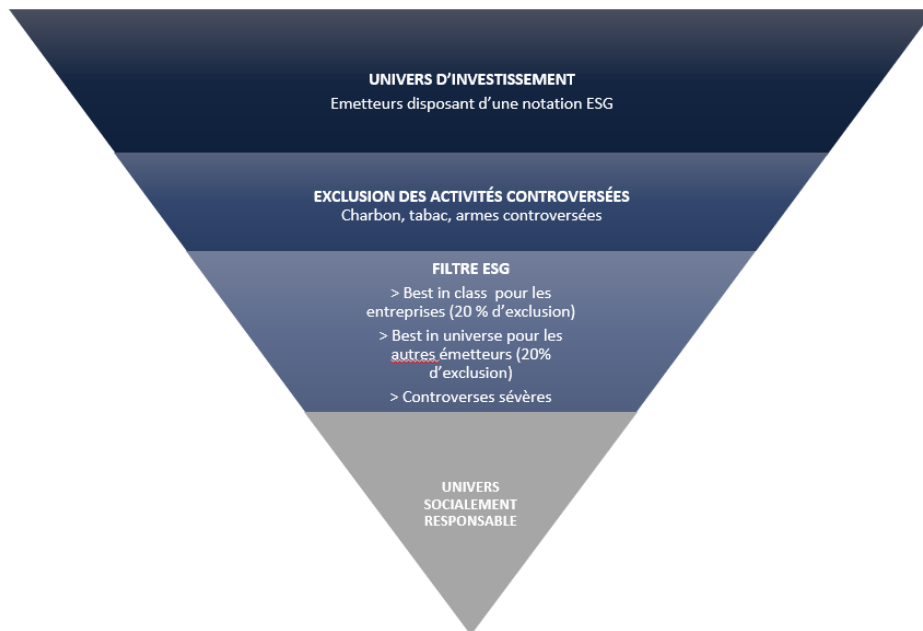 UNIVERS D’INVESTISSEMENT
Emetteurs disposant d’une notation ESG
EXCLUSION DES ACTIVITÉS CONTROVERSÉES
Charbon, tabac, armes controversées
FILTRE ESG
> Best in class pour les
entreprises (20 % d’exclusion)
> Best in universe pour les
autres émetteurs (20%
d’exclusion)
> Controverses sévères
UNIVERS
SOCIALEMENT
RESPONSABLE